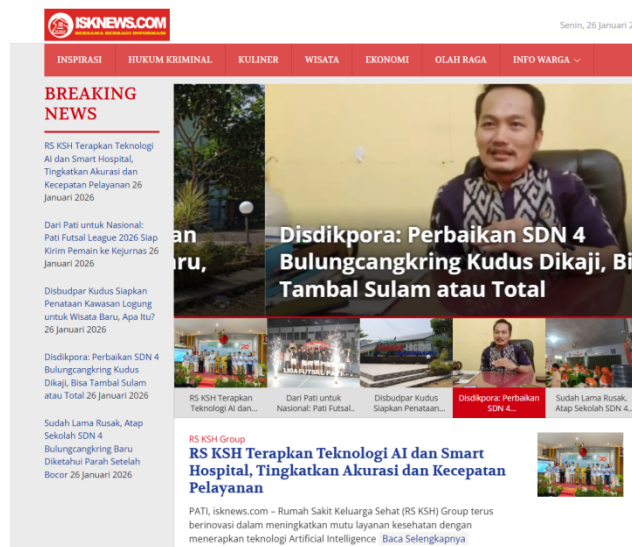 ISKNEWS.COM
BERSAMA BERBAGI INFORMASI
Senin, 26 Januari 2
INSPIRASI HUKUM KRIMINAL KULINER WISATA EKONOMI OLAH RAGA INFO WARGA
BREAKING
NEWS
RS KSH Terapkan Teknologi
AI dan Smart Hospital,
Tingkatkan Akurasi dan
Kecepatan Pelayanan 26
Januari 2026
Dari Pati untuk Nasional:
Pati Futsal League 2026 Siap
Kirim Pemain ke Kejurnas 26
Januari 2026
Disbudpar Kudus Siapkan
Penataan Kawasan Logung
untuk Wisata Baru, Apa Itu?
26 Januari 2026
Disdikpora: Perbaikan SDN 4
Bulungcangkring Kudus
Dikaji, Bisa Tambal Sulam
atau Total 26 Januari 2026
Sudah Lama Rusak, Atap
Sekolah SDN 4
Bulungcangkring Baru
Diketahui Parah Setelah
Bocor 26 Januari 2026
an
ru,
Disdikpora: Perbaikan SDN 4
Bulungcangkring Kudus Dikaji, Bi
Tambal Sulam atau Total
RS KSH Terapkan
Teknologi AI dan...
Dari Pati untuk
Nasional: Pati Futsal..
Disbudpar Kudus
Siapkan Penataan...
Disdikpora: Perbaikan
SDN 4...
Sudah Lama Rusak,
Atap Sekolah SDN 4..
RS KSH Group
RS KSH Terapkan Teknologi AI dan Smart
Hospital, Tingkatkan Akurasi dan Kecepatan
Pelayanan
PATI, isknews.com – Rumah Sakit Keluarga Sehat (RS KSH) Group terus
berinovasi dalam meningkatkan mutu layanan kesehatan dengan
menerapkan teknologi Artificial Intelligence Baca Selengkapnya